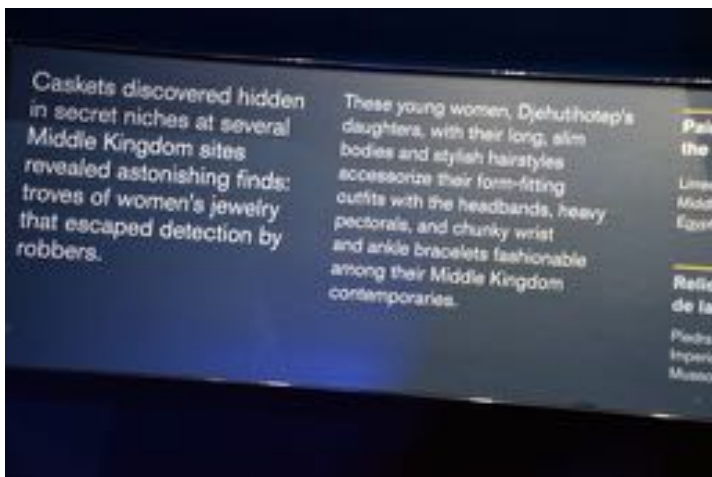 Caskets discovered hidden
in secret niches at several
Middle Kingdom sites
revealed astonishing finds:
troves of women's jewelry
that escaped detection by
robbers.
These young women, Djehutihotep's
daughters, with their long, slim
bodies and stylish hairstyles
accessorize their form-fitting
outfits with the headbands, heavy
pectorals, and chunky wrist
and ankle bracelets fashionable
among their Middle Kingdom
contemporaries.
the
de la